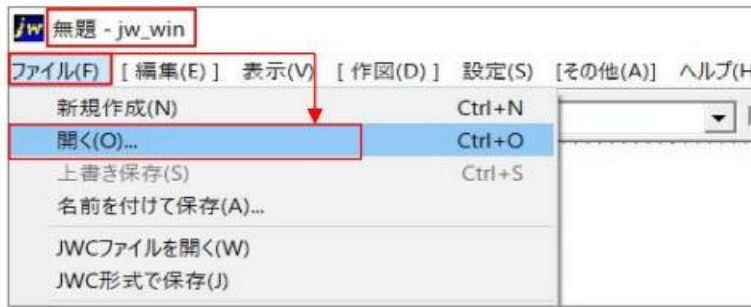 jw 無題 - jw_win
ファイル(F) [ 編集(E) ] 表示(V) [ 作図(D) ] 設定(S) [その他(A)] ヘルプ(H
新規作成(N) Ctrl+N
開く(O)... Ctrl+O
上書き保存(S) Ctrl+S
名前を付けて保存(A)...
JWCファイルを開く(W)
JWC形式で保存(J)